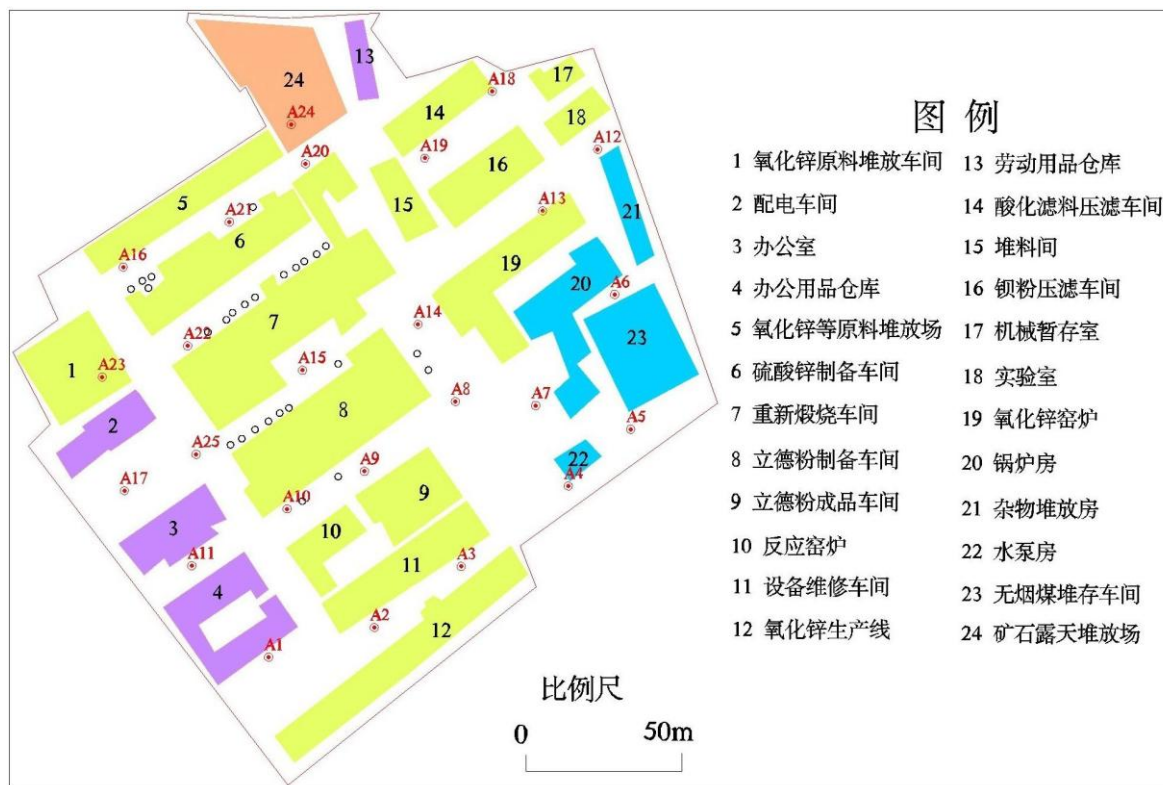 13
24
A24
A18
17
14
18
A20
A19
A12
16
5
15
A21
A13
21
6
A16
19
20
A6
A22
7
A14
23
1
A23
A15
8
A8
A7
A5
2
A25
A9
22
A17
A4
A10
9
3
10
A11
11
A3
4
A2
12
A1
图 例
1 氧化锌原料堆放车间
2 配电车间
3 办公室
4 办公用品仓库
5 氧化锌等原料堆放场
6 硫酸锌制备车间
7 重新煅烧车间
8 立德粉制备车间
9 立德粉成品车间
10 反应窑炉
11 设备维修车间
12 氧化锌生产线
13 劳动用品仓库
14 酸化滤料压滤车间
15 堆料间
16 钡粉压滤车间
17 机械暂存室
18 实验室
19 氧化锌窑炉
20 锅炉房
21 杂物堆放房
22 水泵房
23 无烟煤堆存车间
24 矿石露天堆放场
比例尺
0 50m